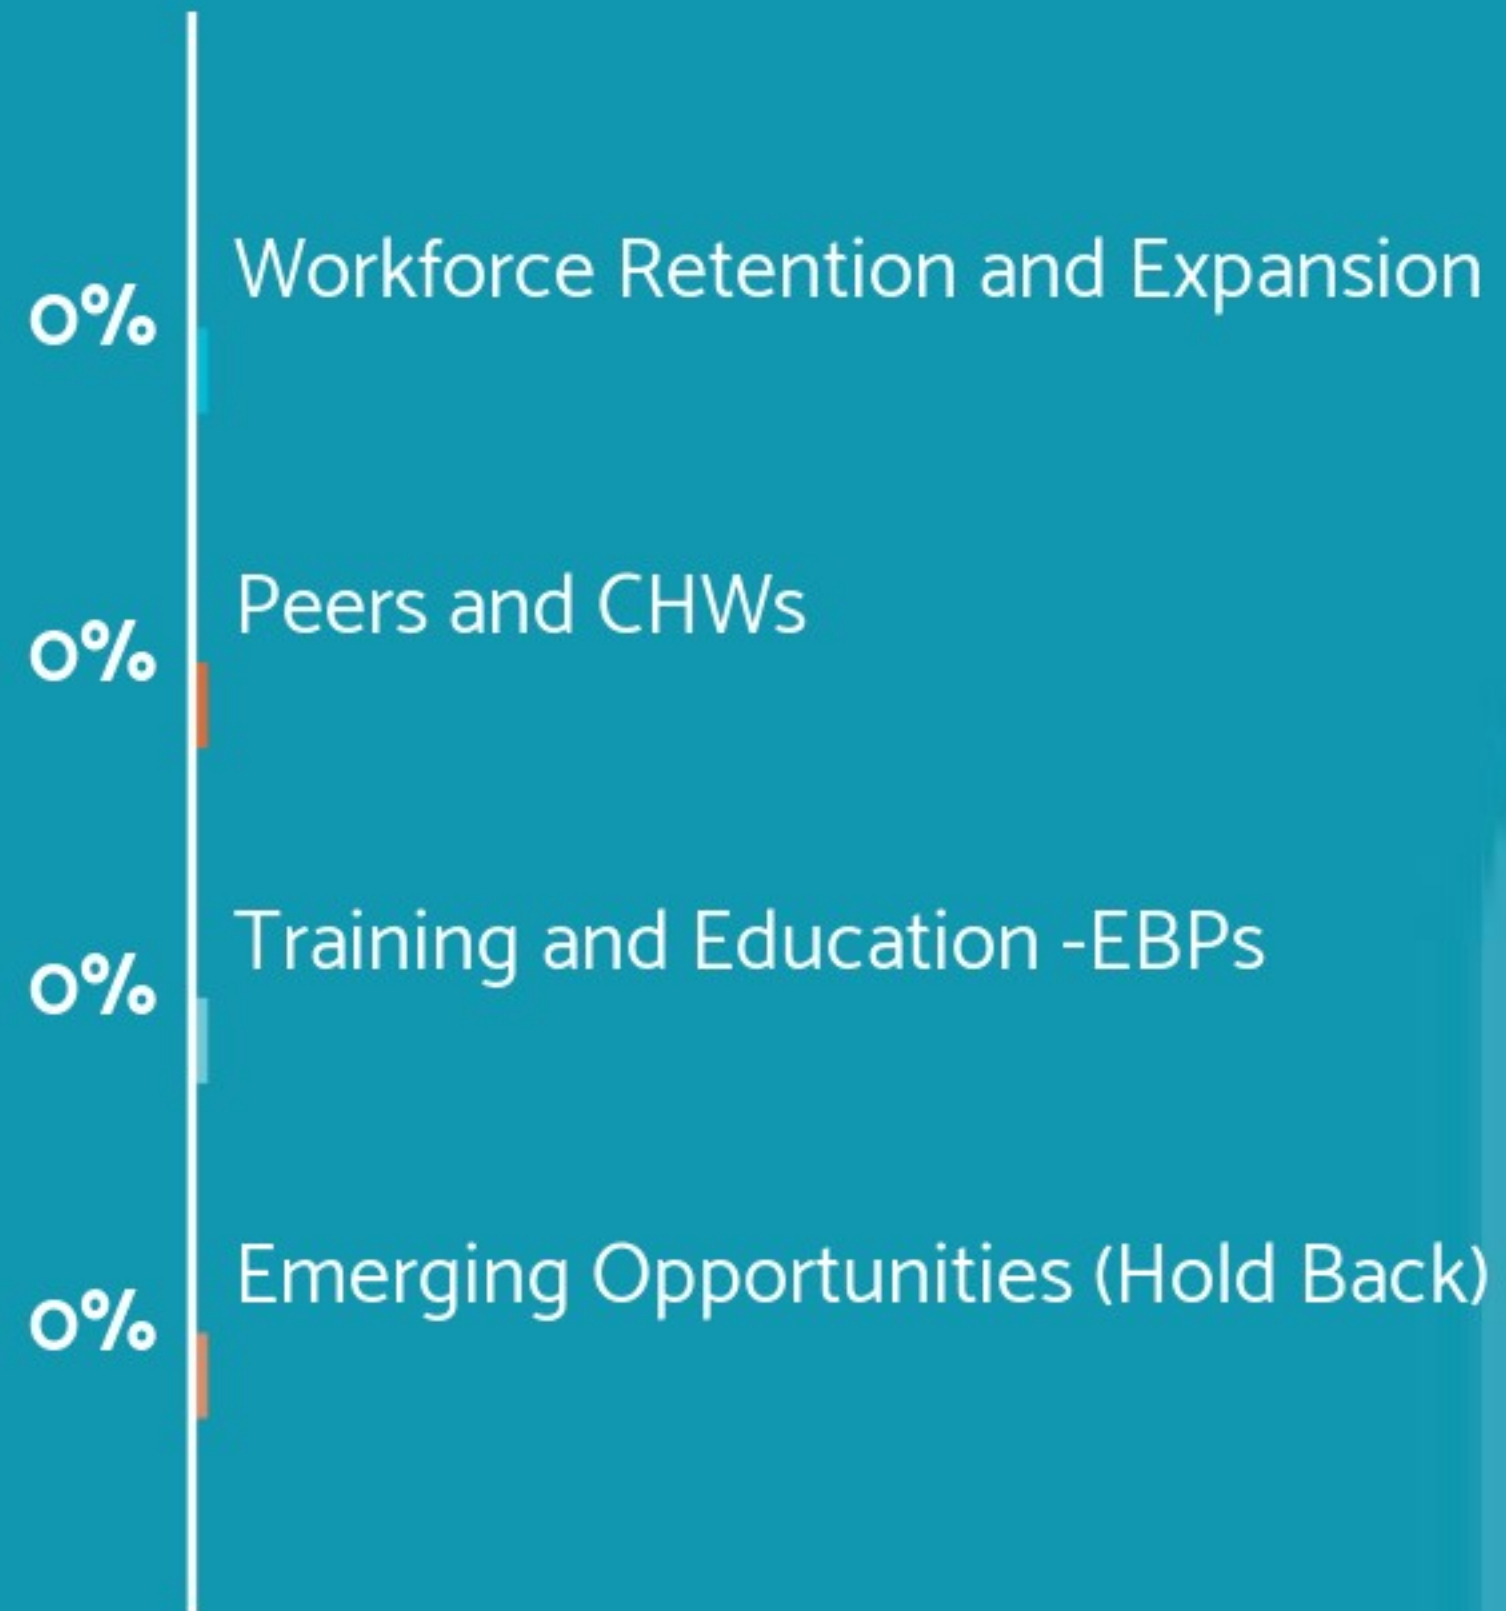 Workforce Retention and Expansion
0%
Peers and CHWs
0%
Training and Education -EBPs
0%
Emerging Opportunities (Hold Back)
0%